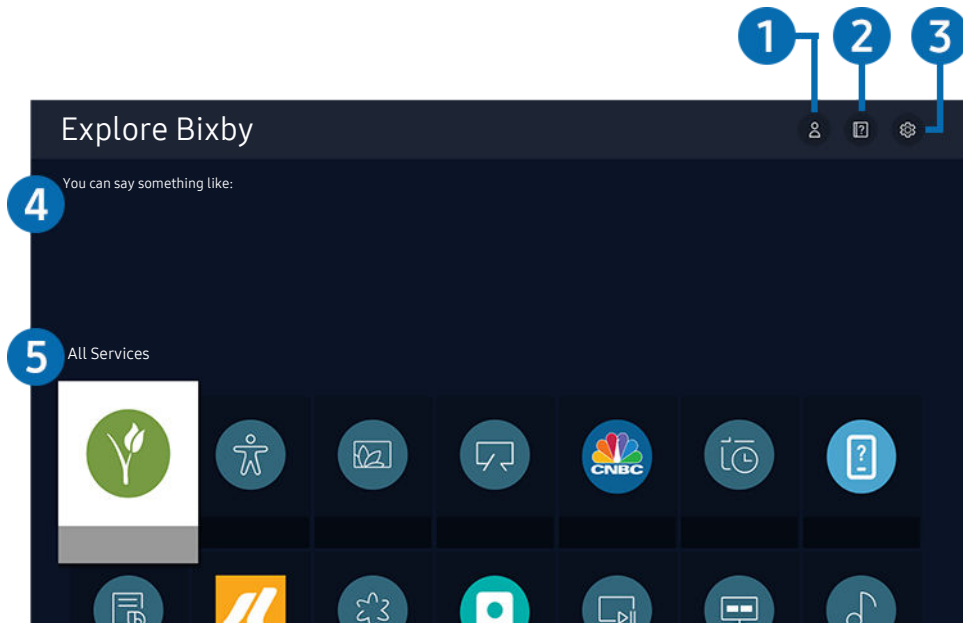 1 2 3
Explore Bixby
4 You can say something like:
5 All Services
CNBC